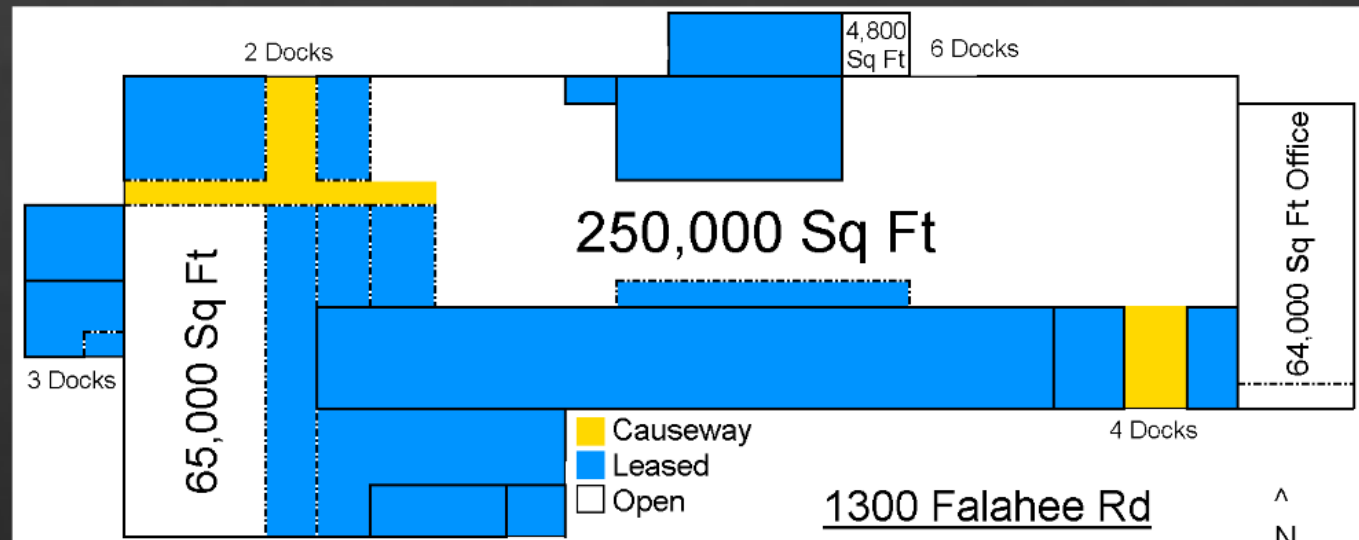 2 Docks
4,800
Sq Ft
6 Docks
250,000 Sq Ft
64,000 Sq Ft Office
65,000 Sq Ft
3 Docks
Causeway
Leased
Open
4 Docks
1300 Falahee Rd
^
N